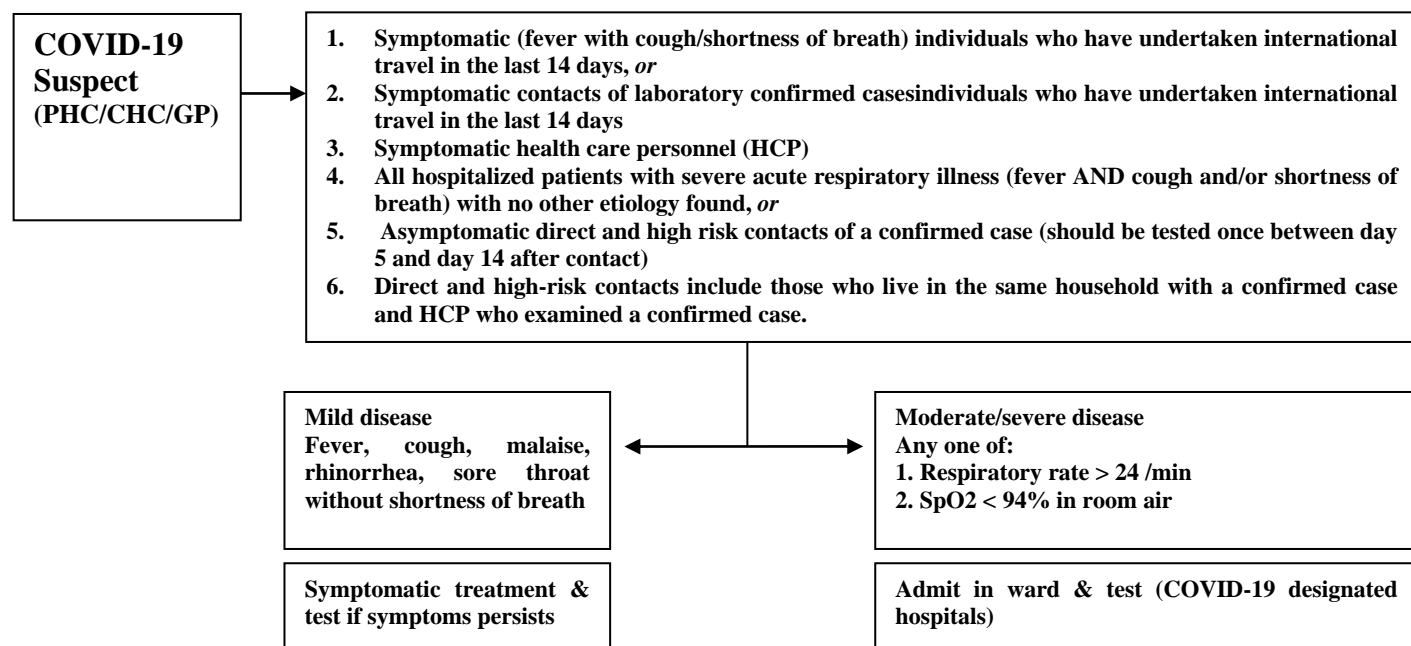 COVID-19
Suspect
(PHC/CHC/GP)
1. Symptomatic (fever with cough/shortness of breath) individuals who have undertaken international
travel in the last 14 days, or
2. Symptomatic contacts of laboratory confirmed casesindividuals who have undertaken international
travel in the last 14 days
3. Symptomatic health care personnel (HCP)
4. All hospitalized patients with severe acute respiratory illness (fever AND cough and/or shortness of
breath) with no other etiology found, or
5. Asymptomatic direct and high risk contacts of a confirmed case (should be tested once between day
5 and day 14 after contact)
6. Direct and high-risk contacts include those who live in the same household with a confirmed case
and HCP who examined a confirmed case.
Mild disease
Fever, cough, malaise,
rhinorrhea, sore throat
without shortness of breath
Moderate/severe disease
Any one of:
1. Respiratory rate > 24 /min
2. SpO2 < 94% in room air
Symptomatic treatment &
test if symptoms persists
Admit in ward & test (COVID-19 designated
hospitals)